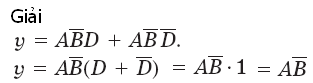 Giải
y = AB̅D + AB̅D̅.
y = AB̅(D + D̅) = AB̅ · 1 = AB̅